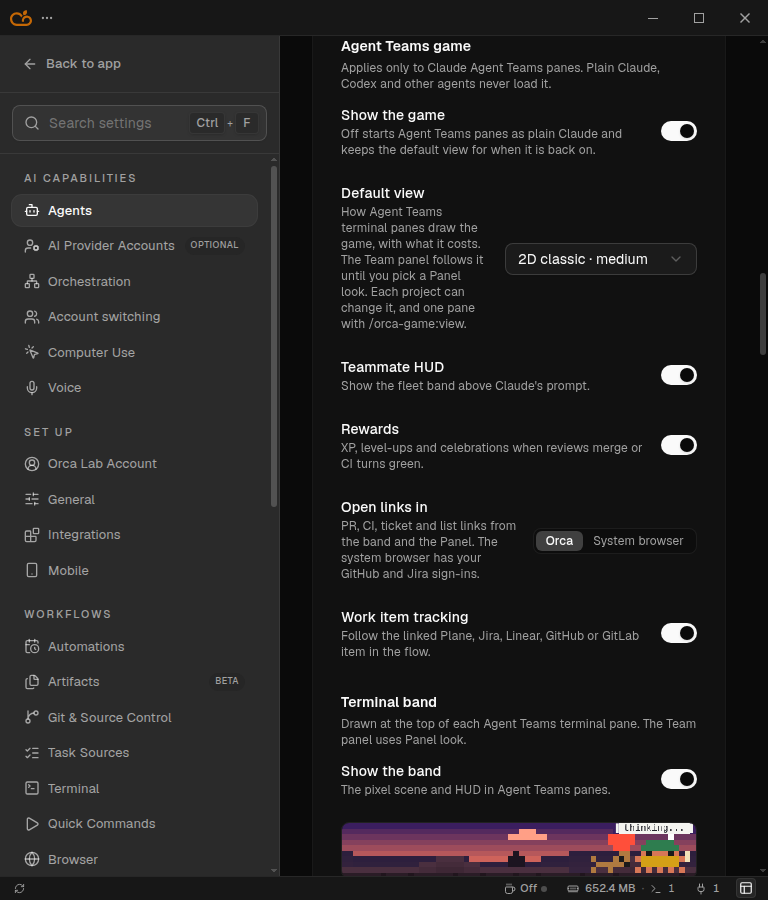 Back to app
Search settings
Ctrl + F
AI CAPABILITIES
Agents
AI Provider Accounts OPTIONAL
Orchestration
Account switching
Computer Use
Voice
SET UP
Orca Lab Account
General
Integrations
Mobile
WORKFLOWS
Automations
Artifacts BETA
Git & Source Control
Task Sources
Terminal
Quick Commands
Browser
Agent Teams game
Applies only to Claude Agent Teams panes. Plain Claude,
Codex and other agents never load it.
Show the game
Off starts Agent Teams panes as plain Claude and
keeps the default view for when it is back on.
Default view
How Agent Teams
terminal panes draw the
game, with what it costs.
The Team panel follows it
until you pick a Panel
look. Each project can
change it, and one pane
with /orca-game:view.
2D classic · medium
Teammate HUD
Show the fleet band above Claude's prompt.
Rewards
XP, level-ups and celebrations when reviews merge or
CI turns green.
Open links in
PR, CI, ticket and list links from
the band and the Panel. The
system browser has your
GitHub and Jira sign-ins.
Orca
System browser
Work item tracking
Follow the linked Plane, Jira, Linear, GitHub or GitLab
item in the flow.
Terminal band
Drawn at the top of each Agent Teams terminal pane. The Team
panel uses Panel look.
Show the band
The pixel scene and HUD in Agent Teams panes.
thinking...
Off
652.4 MB · 1
1